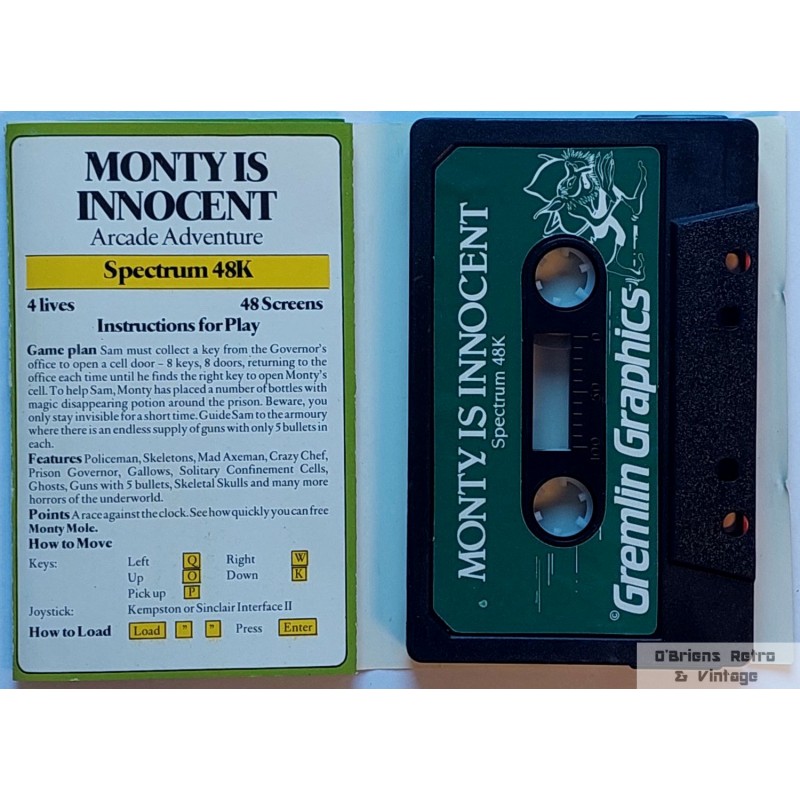 MONTY IS
INNOCENT
Arcade Adventure
Spectrum 48K
4 lives 48 Screens
Instructions for Play
Game plan Sam must collect a key from the Governor's
office to open a cell door – 8 keys, 8 doors, returning to the
office each time until he finds the right key to open Monty's
cell. To help Sam, Monty has placed a number of bottles with
magic disappearing potion around the prison. Beware, you
only stay invisible for a short time. Guide Sam to the armoury
where there is an endless supply of guns with only 5 bullets in
each.
Features Policeman, Skeletons, Mad Axeman, Crazy Chef,
Prison Governor, Gallows, Solitary Confinement Cells,
Ghosts, Guns with 5 bullets, Skeletal Skulls and many more
horrors of the underworld.
Points A race against the clock. See how quickly you can free
Monty Mole.
How to Move
Keys: Left Q Right W
Up O Down K
Pick up P
Joystick: Kempston or Sinclair Interface II
How to Load Load " " Press Enter
MONTY IS INNOCENT
Spectrum 48K
0 50 100
© Gremlin Graphics
O'Briens Retro
& Vintage